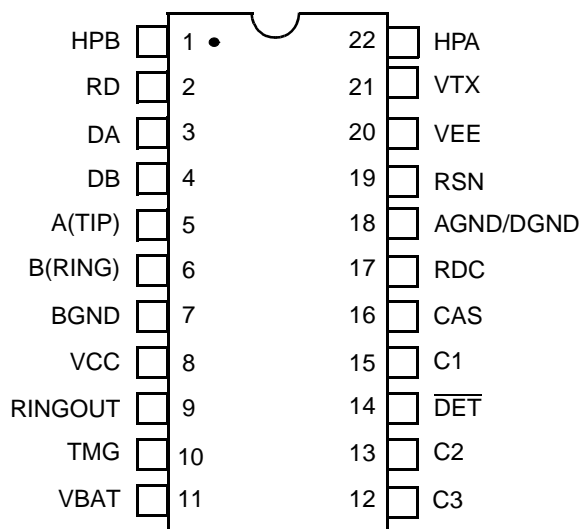 HPB 1 22 HPA
RD 2 21 VTX
DA 3 20 VEE
DB 4 19 RSN
A(TIP) 5 18 AGND/DGND
B(RING) 6 17 RDC
BGND 7 16 CAS
VCC 8 15 C1
RINGOUT 9 14 D̅E̅T̅
TMG 10 13 C2
VBAT 11 12 C3